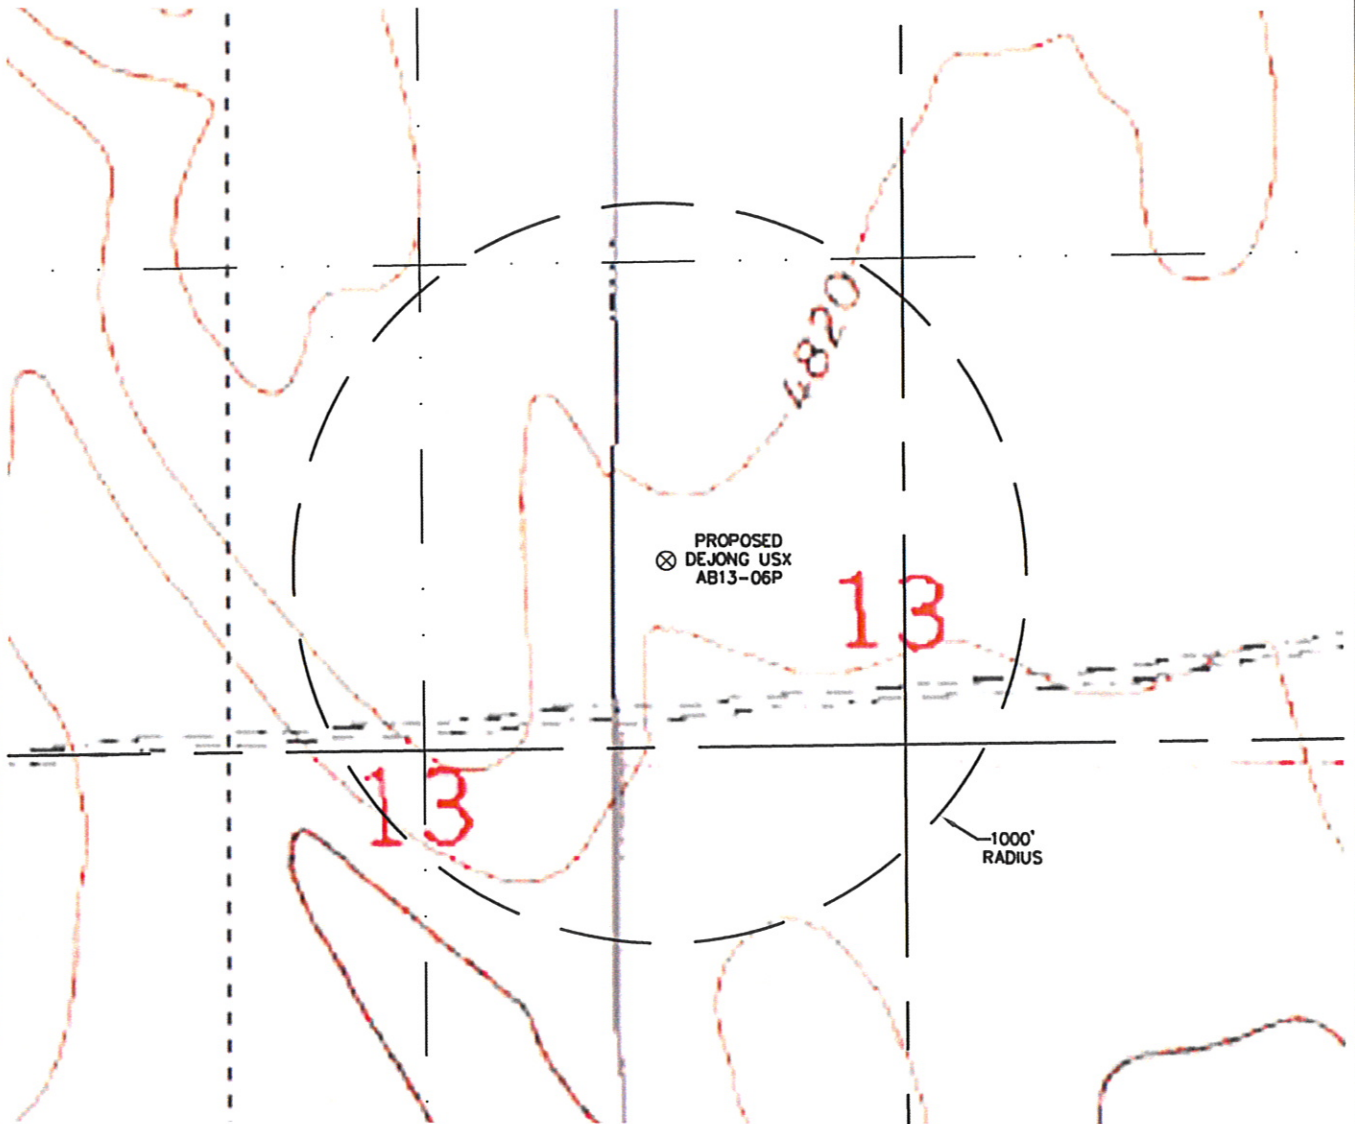 4820
PROPOSED
DEJONG USX
AB13-06P
13
13
1000'
RADIUS